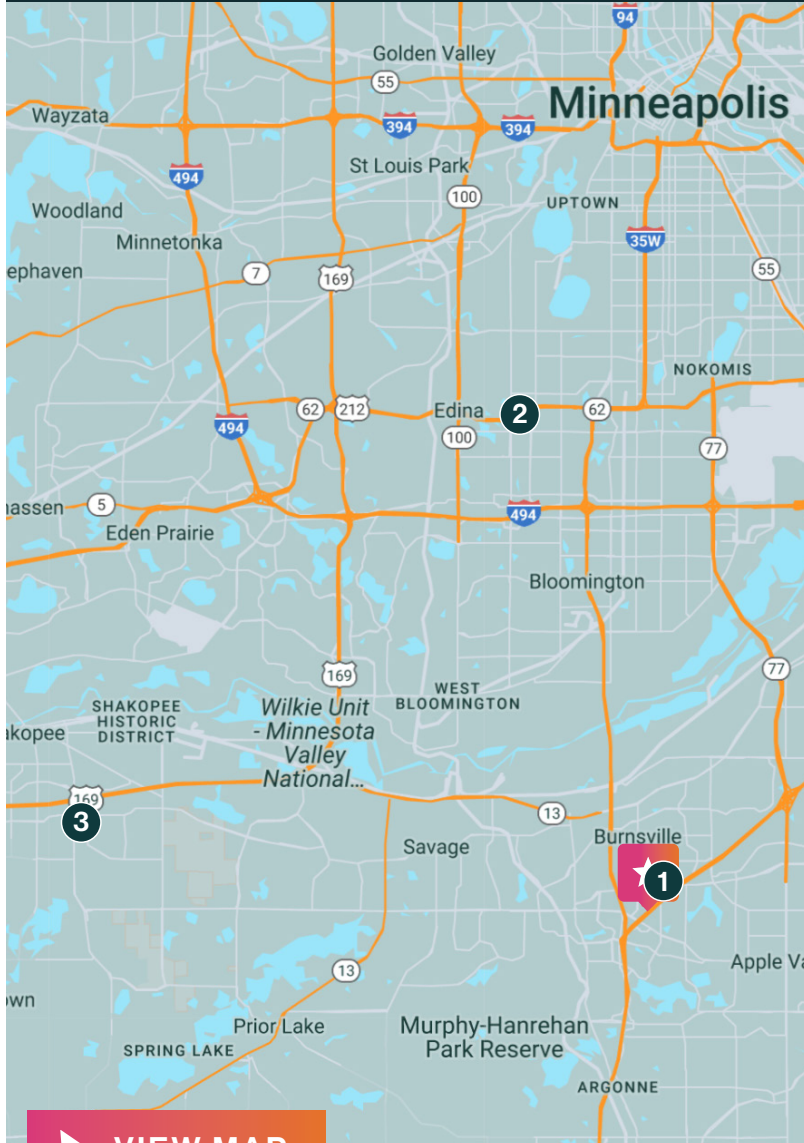 94
Golden Valley
55
Minneapolis
Wayzata
394
394
494
St Louis Park
100
UPTOWN
Woodland
Minnetonka
35W
ephaven
7
169
55
NOKOMIS
62
212
Edina
2
62
494
100
77
hassen
5
494
Eden Prairie
Bloomington
169
77
WEST
BLOOMINGTON
SHAKOPEE
HISTORIC
DISTRICT
Wilkie Unit
- Minnesota
Valley
National...
akopee
169
3
13
Burnsville
Savage
1
Apple Va
13
own
Prior Lake
Murphy-Hanrehan
Park Reserve
SPRING LAKE
ARGONNE
VIEW MAP